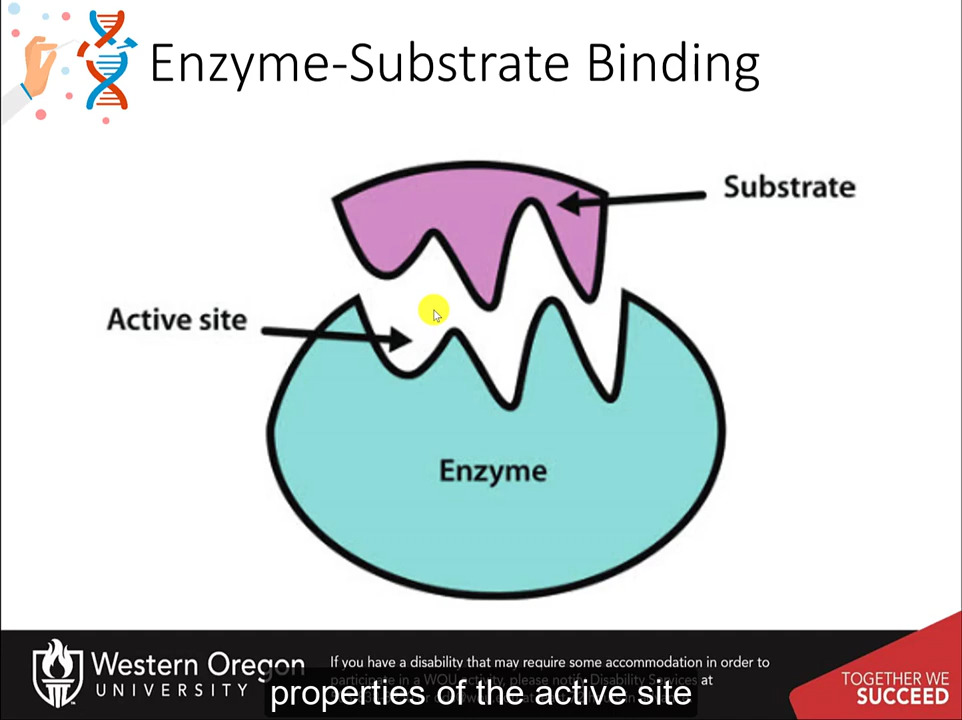 Enzyme-Substrate Binding
Substrate
Active site
Enzyme
Western Oregon
UNIVERSITY
If you have a disability that may require some accommodation in order to
participate in a WOU activity, please notify Disability Services at
TOGETHER WE
SUCCEED
properties of the active site